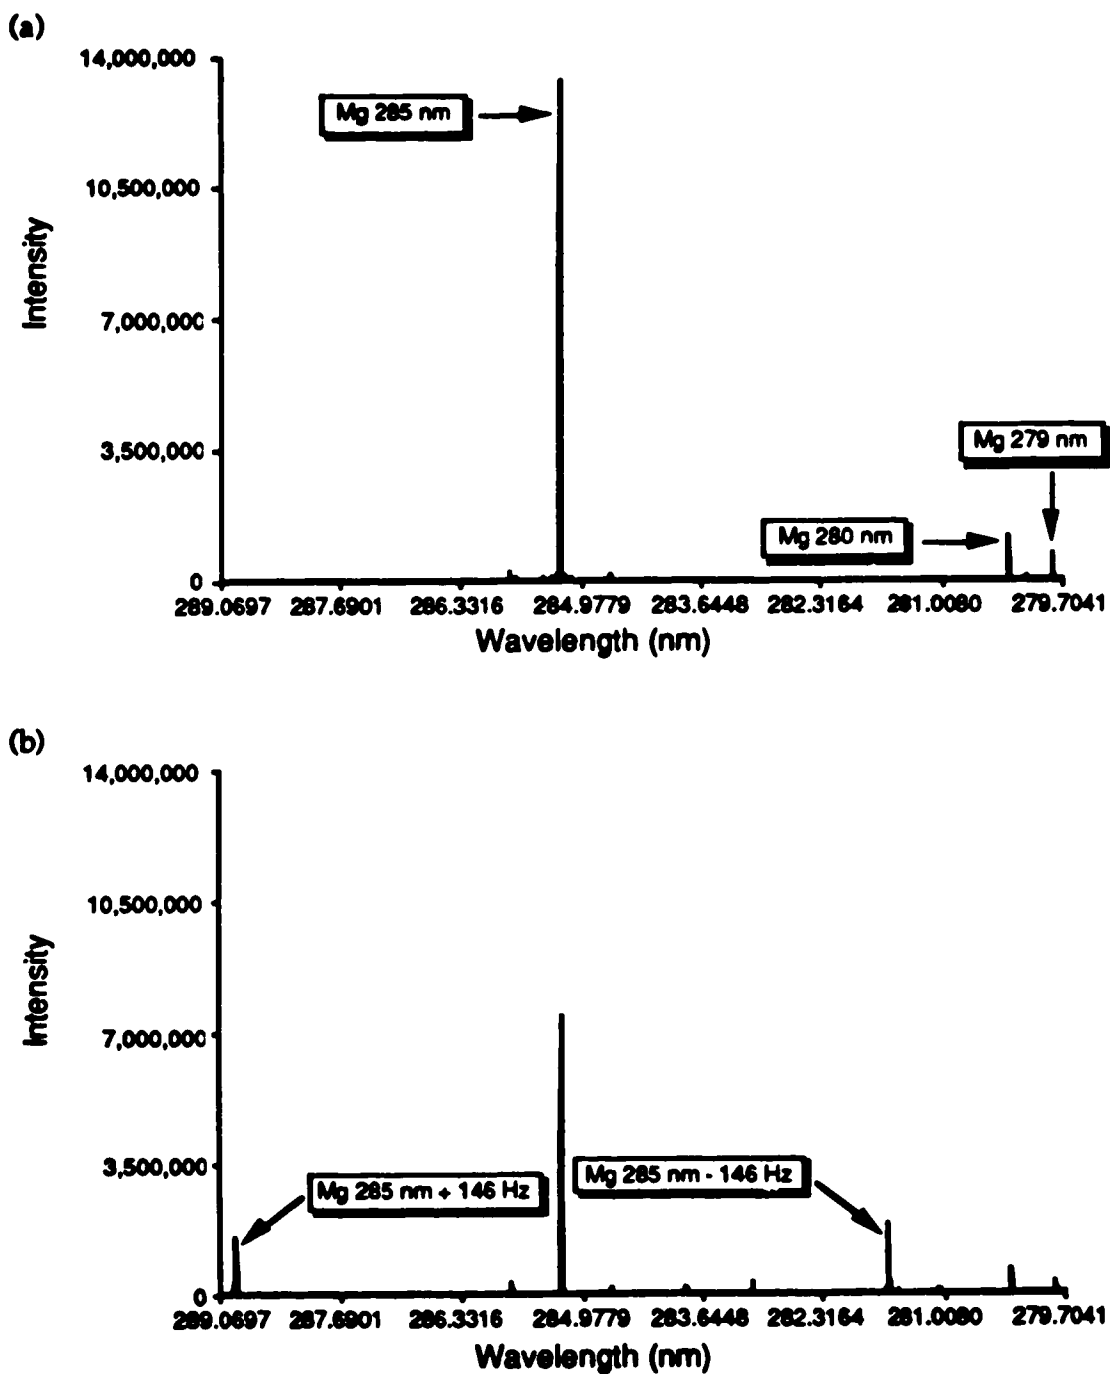 (a)
14,000,000
Mg 285 nm
10,500,000
Intensity
7,000,000
3,500,000
Mg 279 nm
Mg 280 nm
0
289.0697 287.6901 286.3316 284.9779 283.6448 282.3164 281.0080 279.7041
Wavelength (nm)
(b)
14,000,000
10,500,000
Intensity
7,000,000
3,500,000
Mg 285 nm + 146 Hz
Mg 285 nm - 146 Hz
0
289.0697 287.6901 286.3316 284.9779 283.6448 282.3164 281.0080 279.7041
Wavelength (nm)